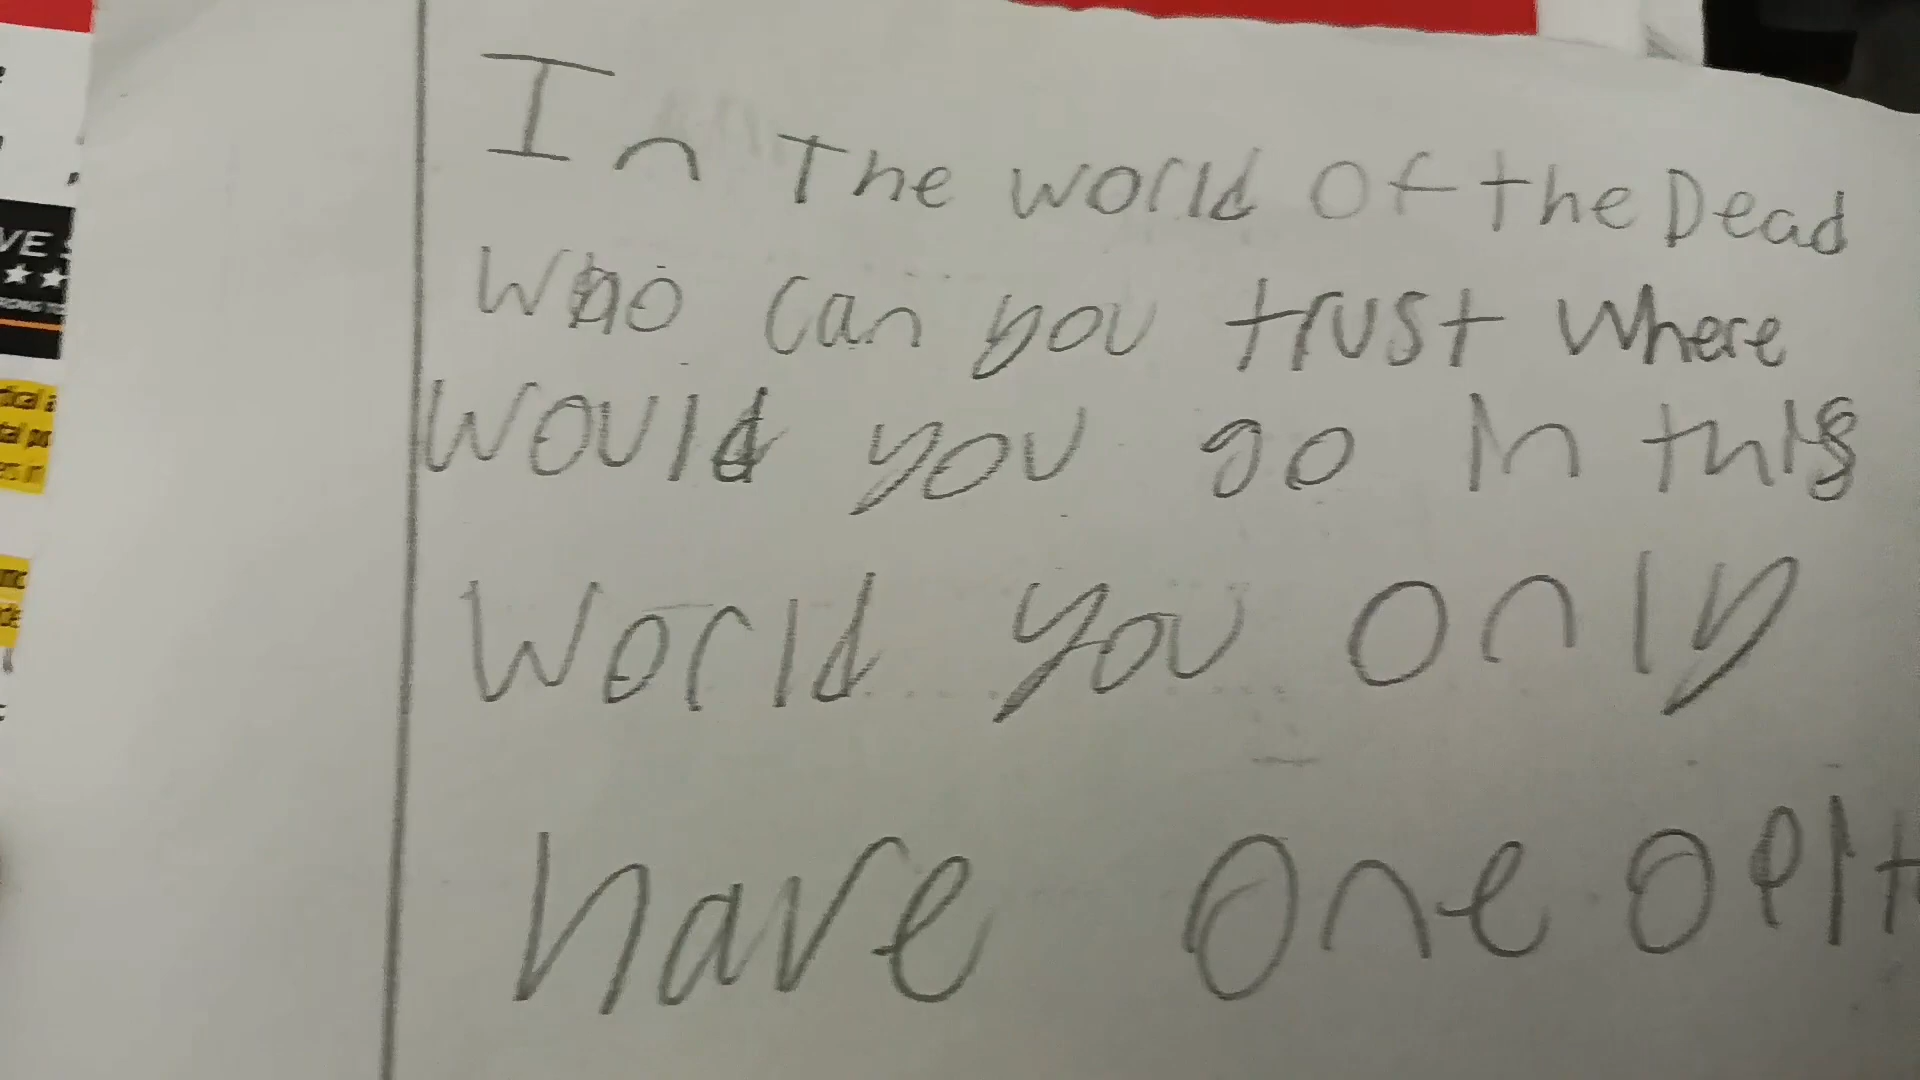 In The world of the Dead
Who can you trust where
would you go in this
world you only
have one
VE
★★